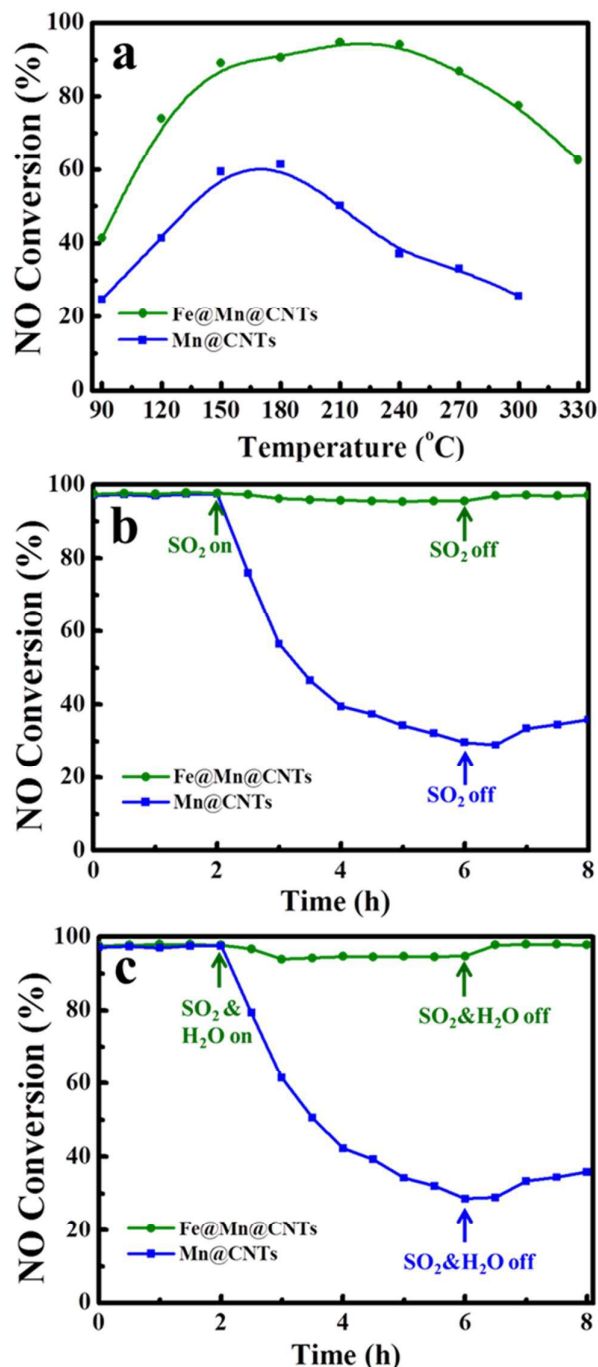 a
NO Conversion (%)
100
80
60
40
20
0
Fe@Mn@CNTs
Mn@CNTs
90 120 150 180 210 240 270 300 330
Temperature (°C)
b
NO Conversion (%)
100
80
60
40
20
0
SO₂ on
SO₂ off
Fe@Mn@CNTs
Mn@CNTs
SO₂ off
0 2 4 6 8
Time (h)
c
NO Conversion (%)
100
80
60
40
20
0
SO₂ &
H₂O on
SO₂&H₂O off
Fe@Mn@CNTs
Mn@CNTs
SO₂&H₂O off
0 2 4 6 8
Time (h)